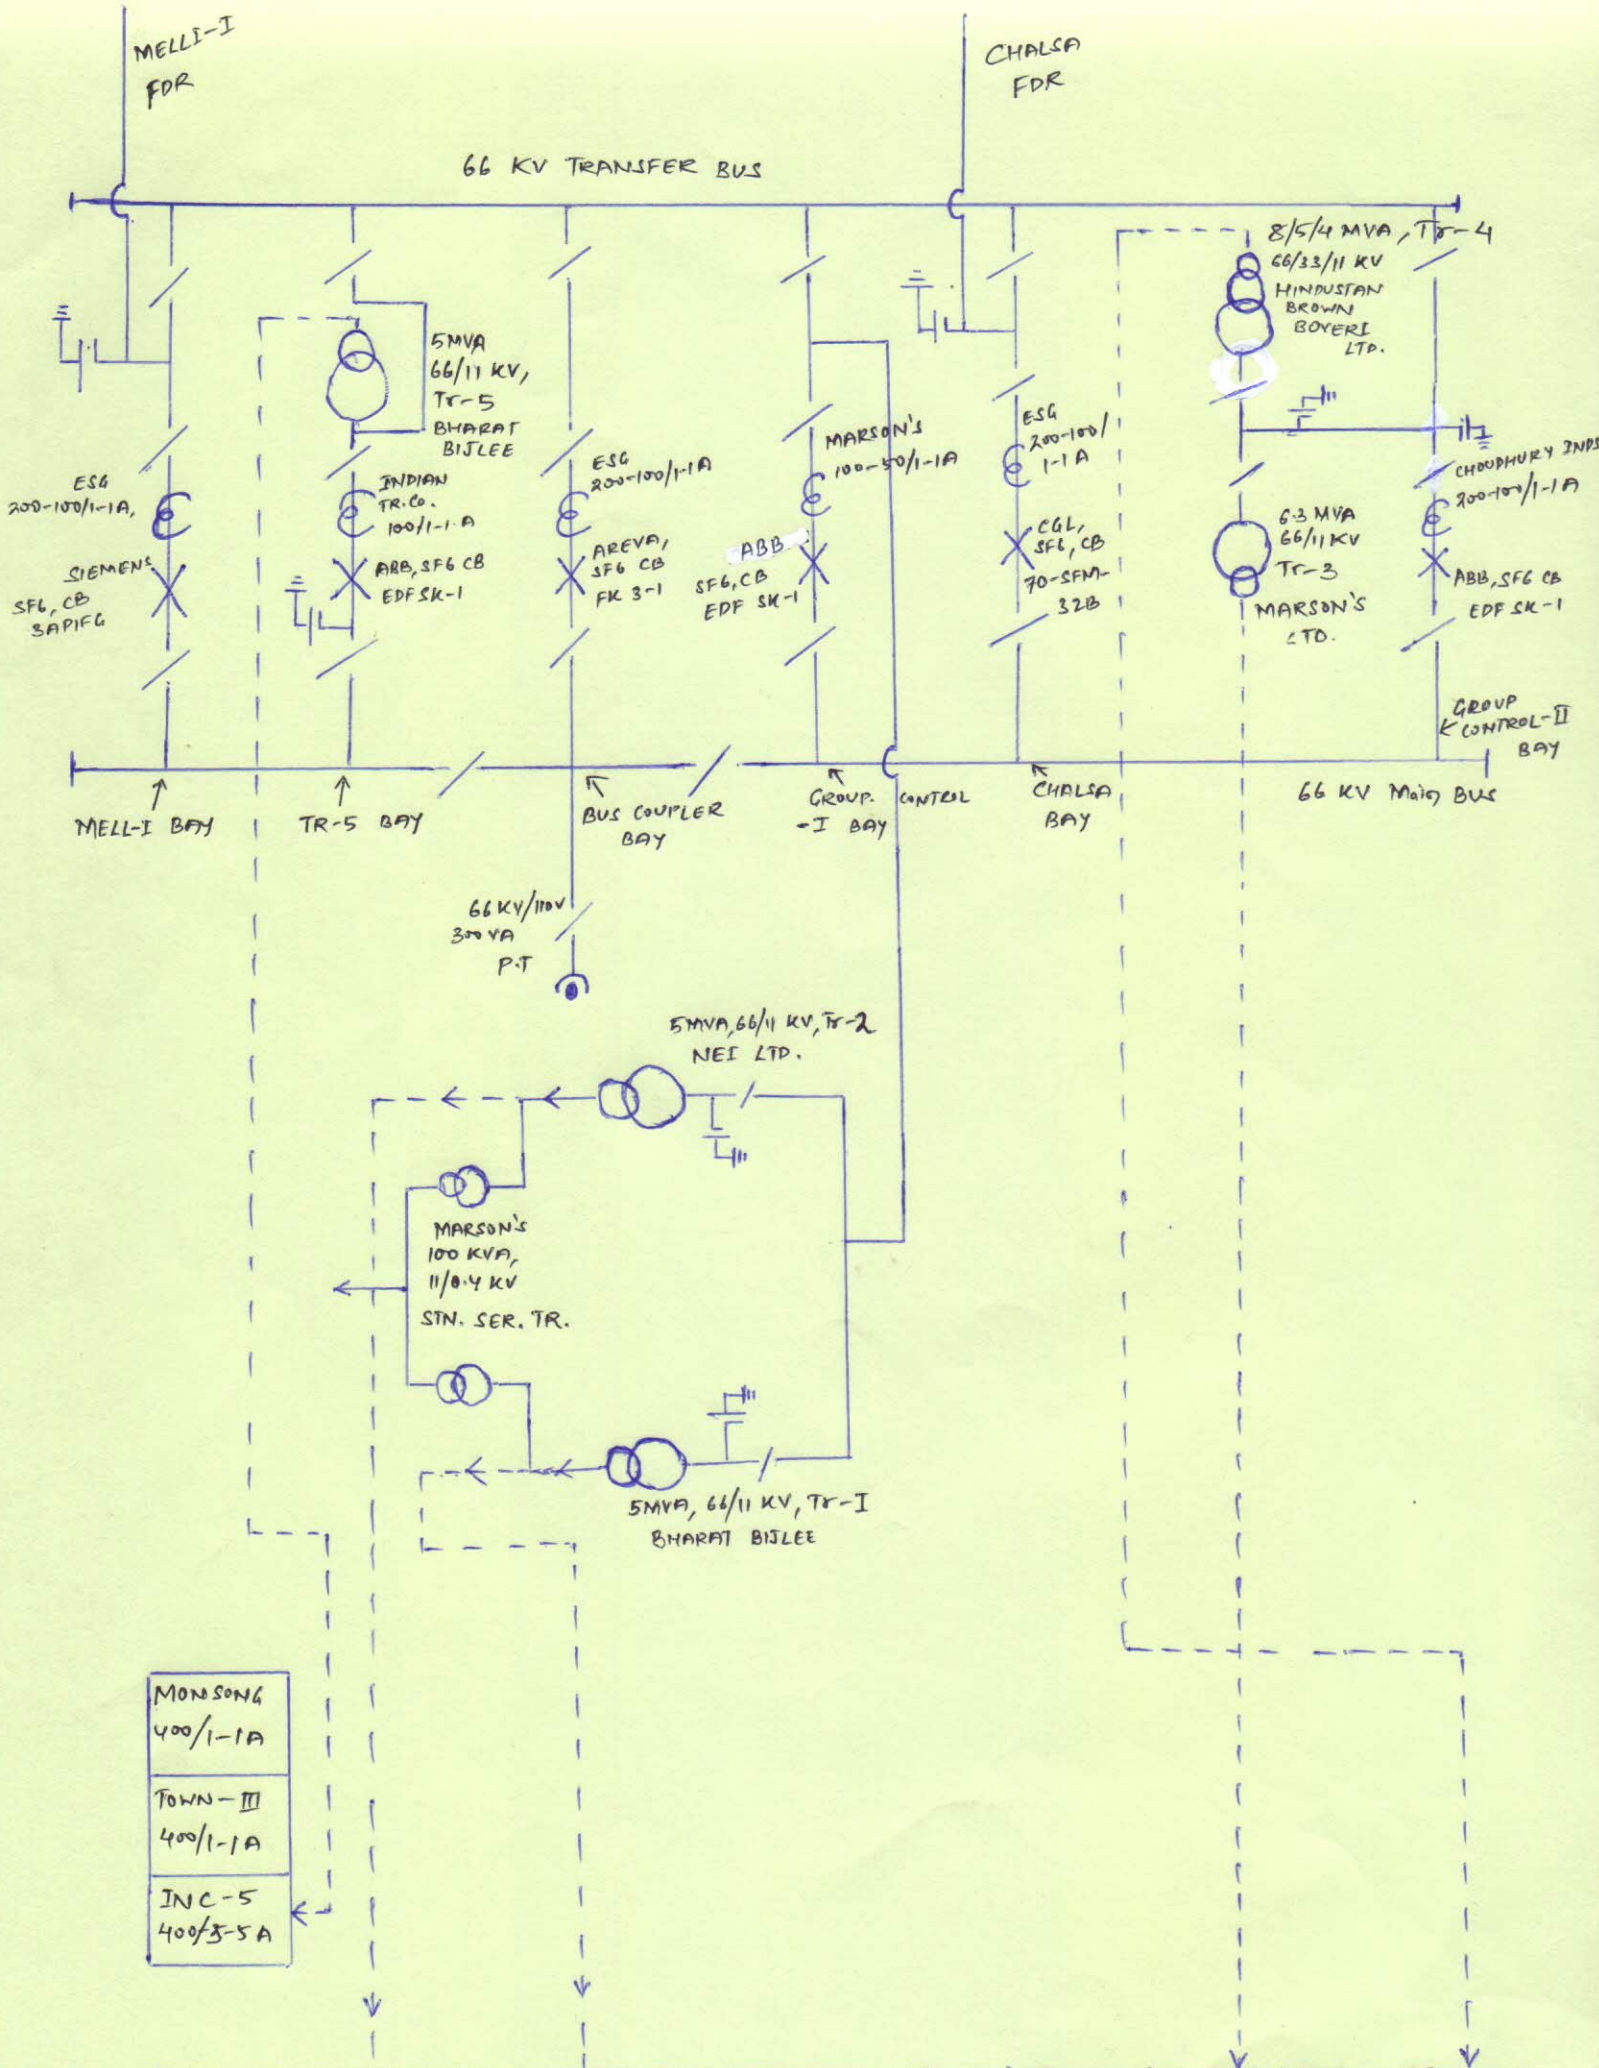 MELLI-I
FDR
CHALSA
FDR
66 KV TRANSFER BUS
8/5/4 MVA, Tr-4
66/33/11 KV
HINDUSTAN
BROWN
BOVERI
LTD.
5MVA
66/11 KV,
Tr-5
BHARAT
BIJLEE
ESG
200-100/1-1A,
SIEMENS
SF6, CB
3AP1FG
INDIAN
TR.Co.
100/1-1.A
ABB, SF6 CB
EDFSK-1
ESG
200-100/1-1A
AREVA,
SF6 CB
FK 3-1
MARSON'S
100-50/1-1A
ABB
SF6, CB
EDF SK-1
ESG
200-100/
1-1 A
CGL,
SF6, CB
70-SFM-
32B
6.3 MVA
66/11 KV
Tr-3
MARSON'S
LTD.
CHOUDHURY INDS
200-100/1-1A
ABB, SF6 CB
EDF SK-1
GROUP
CONTROL-II
BAY
MELL-I BAY
TR-5 BAY
BUS COUPLER
BAY
GROUP. CONTROL
-I BAY
CHALSA
BAY
66 KV Main BUS
66 KV/110V
300 VA
P.T
5MVA, 66/11 KV, Tr-2
NEI LTD.
MARSON'S
100 KVA,
11/0.4 KV
STN. SER. TR.
5MVA, 66/11 KV, Tr-I
BHARAT BIJLEE
MONSONG
400/1-1A
TOWN-III
400/1-1A
INC-5
400/5-5A